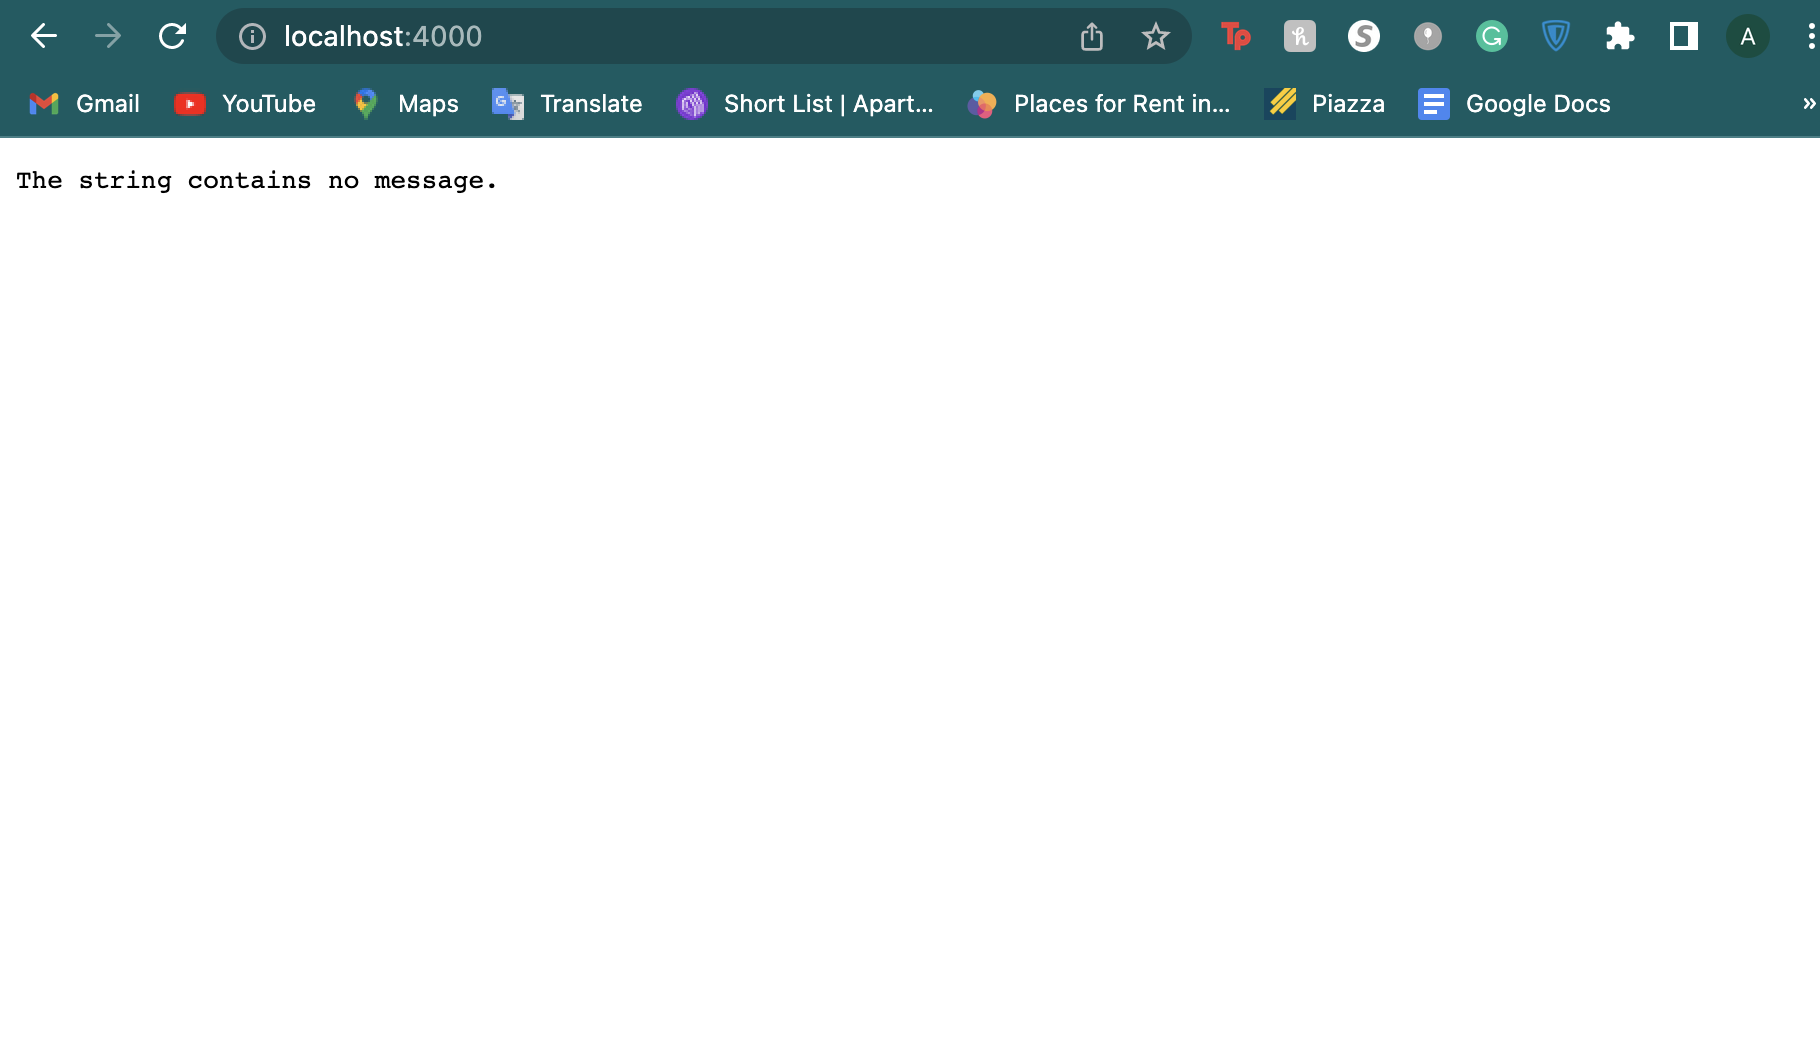 localhost:4000
Tp h S G A
Gmail YouTube Maps G Translate Short List | Apart... Places for Rent in... Piazza Google Docs »
The string contains no message.